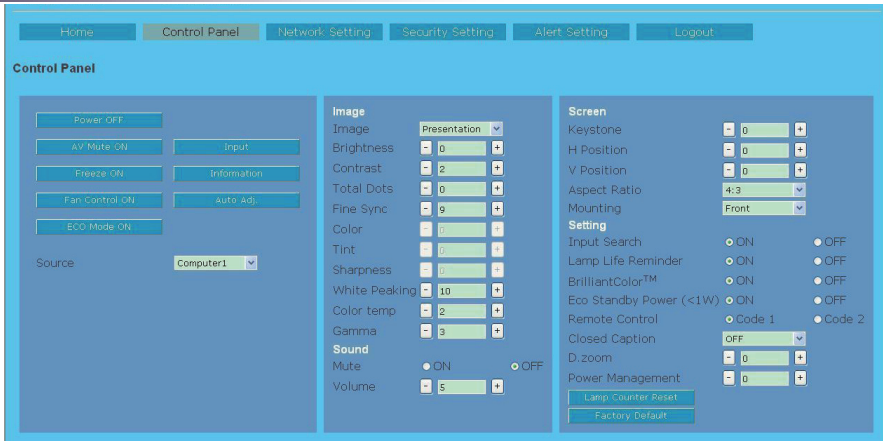 Home Control Panel Network Setting Security Setting Alert Setting Logout
Control Panel
Power OFF
AV Mute ON Input
Freeze ON Information
Fan Control ON Auto Adj.
ECO Mode ON
Source Computer1
Image
Image Presentation
Brightness - 0 +
Contrast - 2 +
Total Dots - 0 +
Fine Sync - 9 +
Color - 0 +
Tint - 0 +
Sharpness - 0 +
White Peaking - 10 +
Color temp - 2 +
Gamma - 3 +
Sound
Mute ON OFF
Volume - 5 +
Screen
Keystone - 0 +
H Position - 0 +
V Position - 0 +
Aspect Ratio 4:3
Mounting Front
Setting
Input Search ON OFF
Lamp Life Reminder ON OFF
BrilliantColor™ ON OFF
Eco Standby Power (<1W) ON OFF
Remote Control Code 1 Code 2
Closed Caption OFF
D.zoom - 0 +
Power Management - 0 +
Lamp Counter Reset
Factory Default